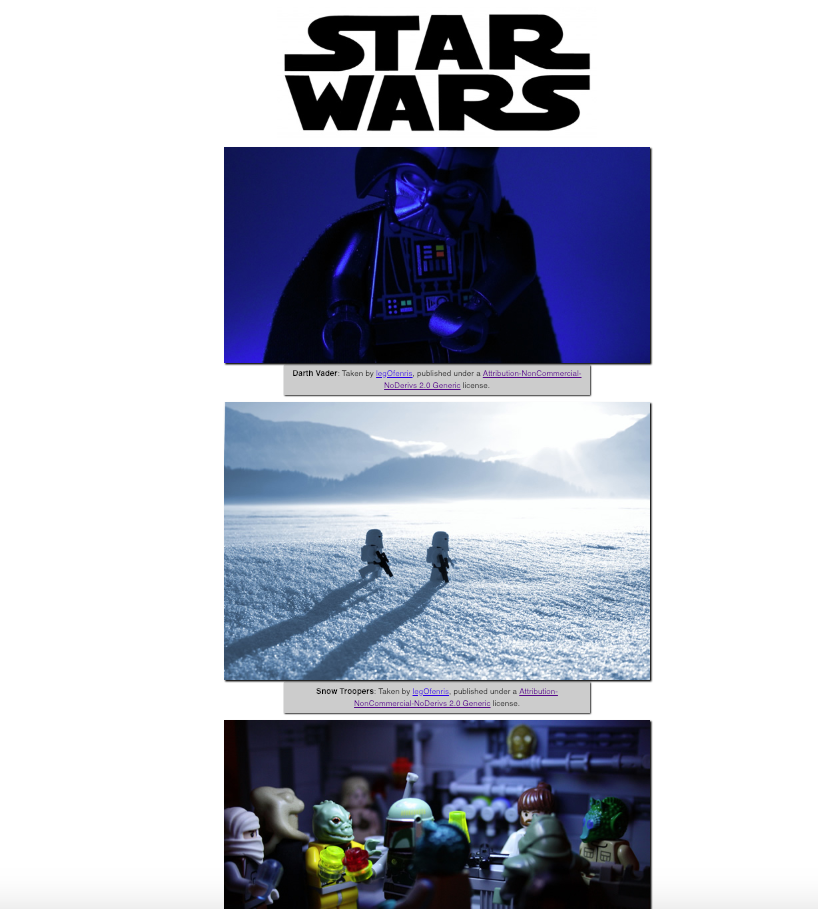 STAR
WARS
Darth Vader: Taken by legOfenris, published under a Attribution-NonCommercial-
NoDerivs 2.0 Generic license.
Snow Troopers: Taken by legOfenris, published under a Attribution-
NonCommercial-NoDerivs 2.0 Generic license.